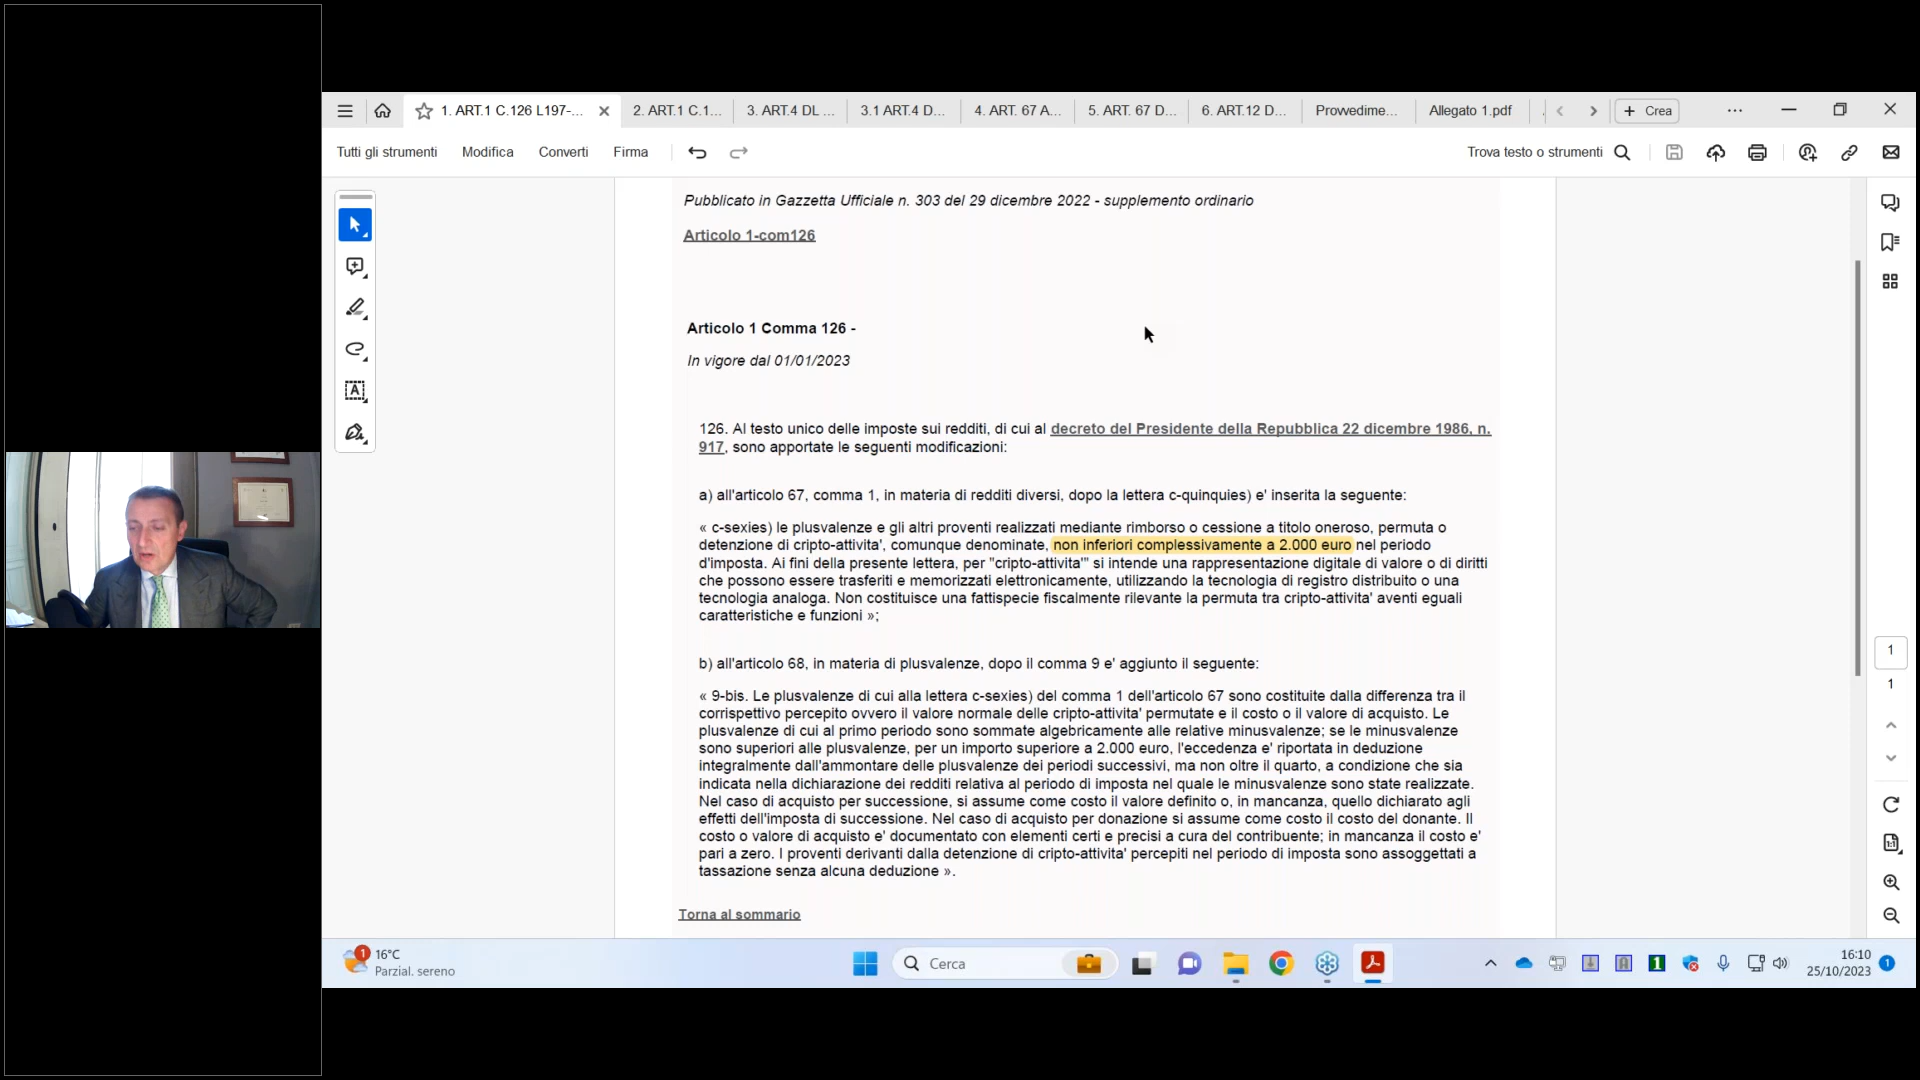 1. ART.1 C.126 L197-...
2. ART.1 C.1...
3. ART.4 DL ...
3.1 ART.4 D...
4. ART. 67 A...
5. ART. 67 D...
6. ART.12 D...
Provvedime...
Allegato 1.pdf
Crea
Tutti gli strumenti
Modifica
Converti
Firma
Trova testo o strumenti
Pubblicato in Gazzetta Ufficiale n. 303 del 29 dicembre 2022 - supplemento ordinario
Articolo 1-com126
Articolo 1 Comma 126 -
In vigore dal 01/01/2023
126. Al testo unico delle imposte sui redditi, di cui al decreto del Presidente della Repubblica 22 dicembre 1986, n.
917, sono apportate le seguenti modificazioni:
a) all'articolo 67, comma 1, in materia di redditi diversi, dopo la lettera c-quinquies) e' inserita la seguente:
« c-sexies) le plusvalenze e gli altri proventi realizzati mediante rimborso o cessione a titolo oneroso, permuta o
detenzione di cripto-attivita', comunque denominate, non inferiori complessivamente a 2.000 euro nel periodo
d'imposta. Ai fini della presente lettera, per "cripto-attivita'" si intende una rappresentazione digitale di valore o di diritti
che possono essere trasferiti e memorizzati elettronicamente, utilizzando la tecnologia di registro distribuito o una
tecnologia analoga. Non costituisce una fattispecie fiscalmente rilevante la permuta tra cripto-attivita' aventi eguali
caratteristiche e funzioni »;
b) all'articolo 68, in materia di plusvalenze, dopo il comma 9 e' aggiunto il seguente:
« 9-bis. Le plusvalenze di cui alla lettera c-sexies) del comma 1 dell'articolo 67 sono costituite dalla differenza tra il
corrispettivo percepito ovvero il valore normale delle cripto-attivita' permutate e il costo o il valore di acquisto. Le
plusvalenze di cui al primo periodo sono sommate algebricamente alle relative minusvalenze; se le minusvalenze
sono superiori alle plusvalenze, per un importo superiore a 2.000 euro, l'eccedenza e' riportata in deduzione
integralmente dall'ammontare delle plusvalenze dei periodi successivi, ma non oltre il quarto, a condizione che sia
indicata nella dichiarazione dei redditi relativa al periodo di imposta nel quale le minusvalenze sono state realizzate.
Nel caso di acquisto per successione, si assume come costo il valore definito o, in mancanza, quello dichiarato agli
effetti dell'imposta di successione. Nel caso di acquisto per donazione si assume come costo il costo del donante. Il
costo o valore di acquisto e' documentato con elementi certi e precisi a cura del contribuente; in mancanza il costo e'
pari a zero. I proventi derivanti dalla detenzione di cripto-attivita' percepiti nel periodo di imposta sono assoggettati a
tassazione senza alcuna deduzione ».
Torna al sommario
1
1
1
16°C
Parzial. sereno
Cerca
1
16:10
25/10/2023
1